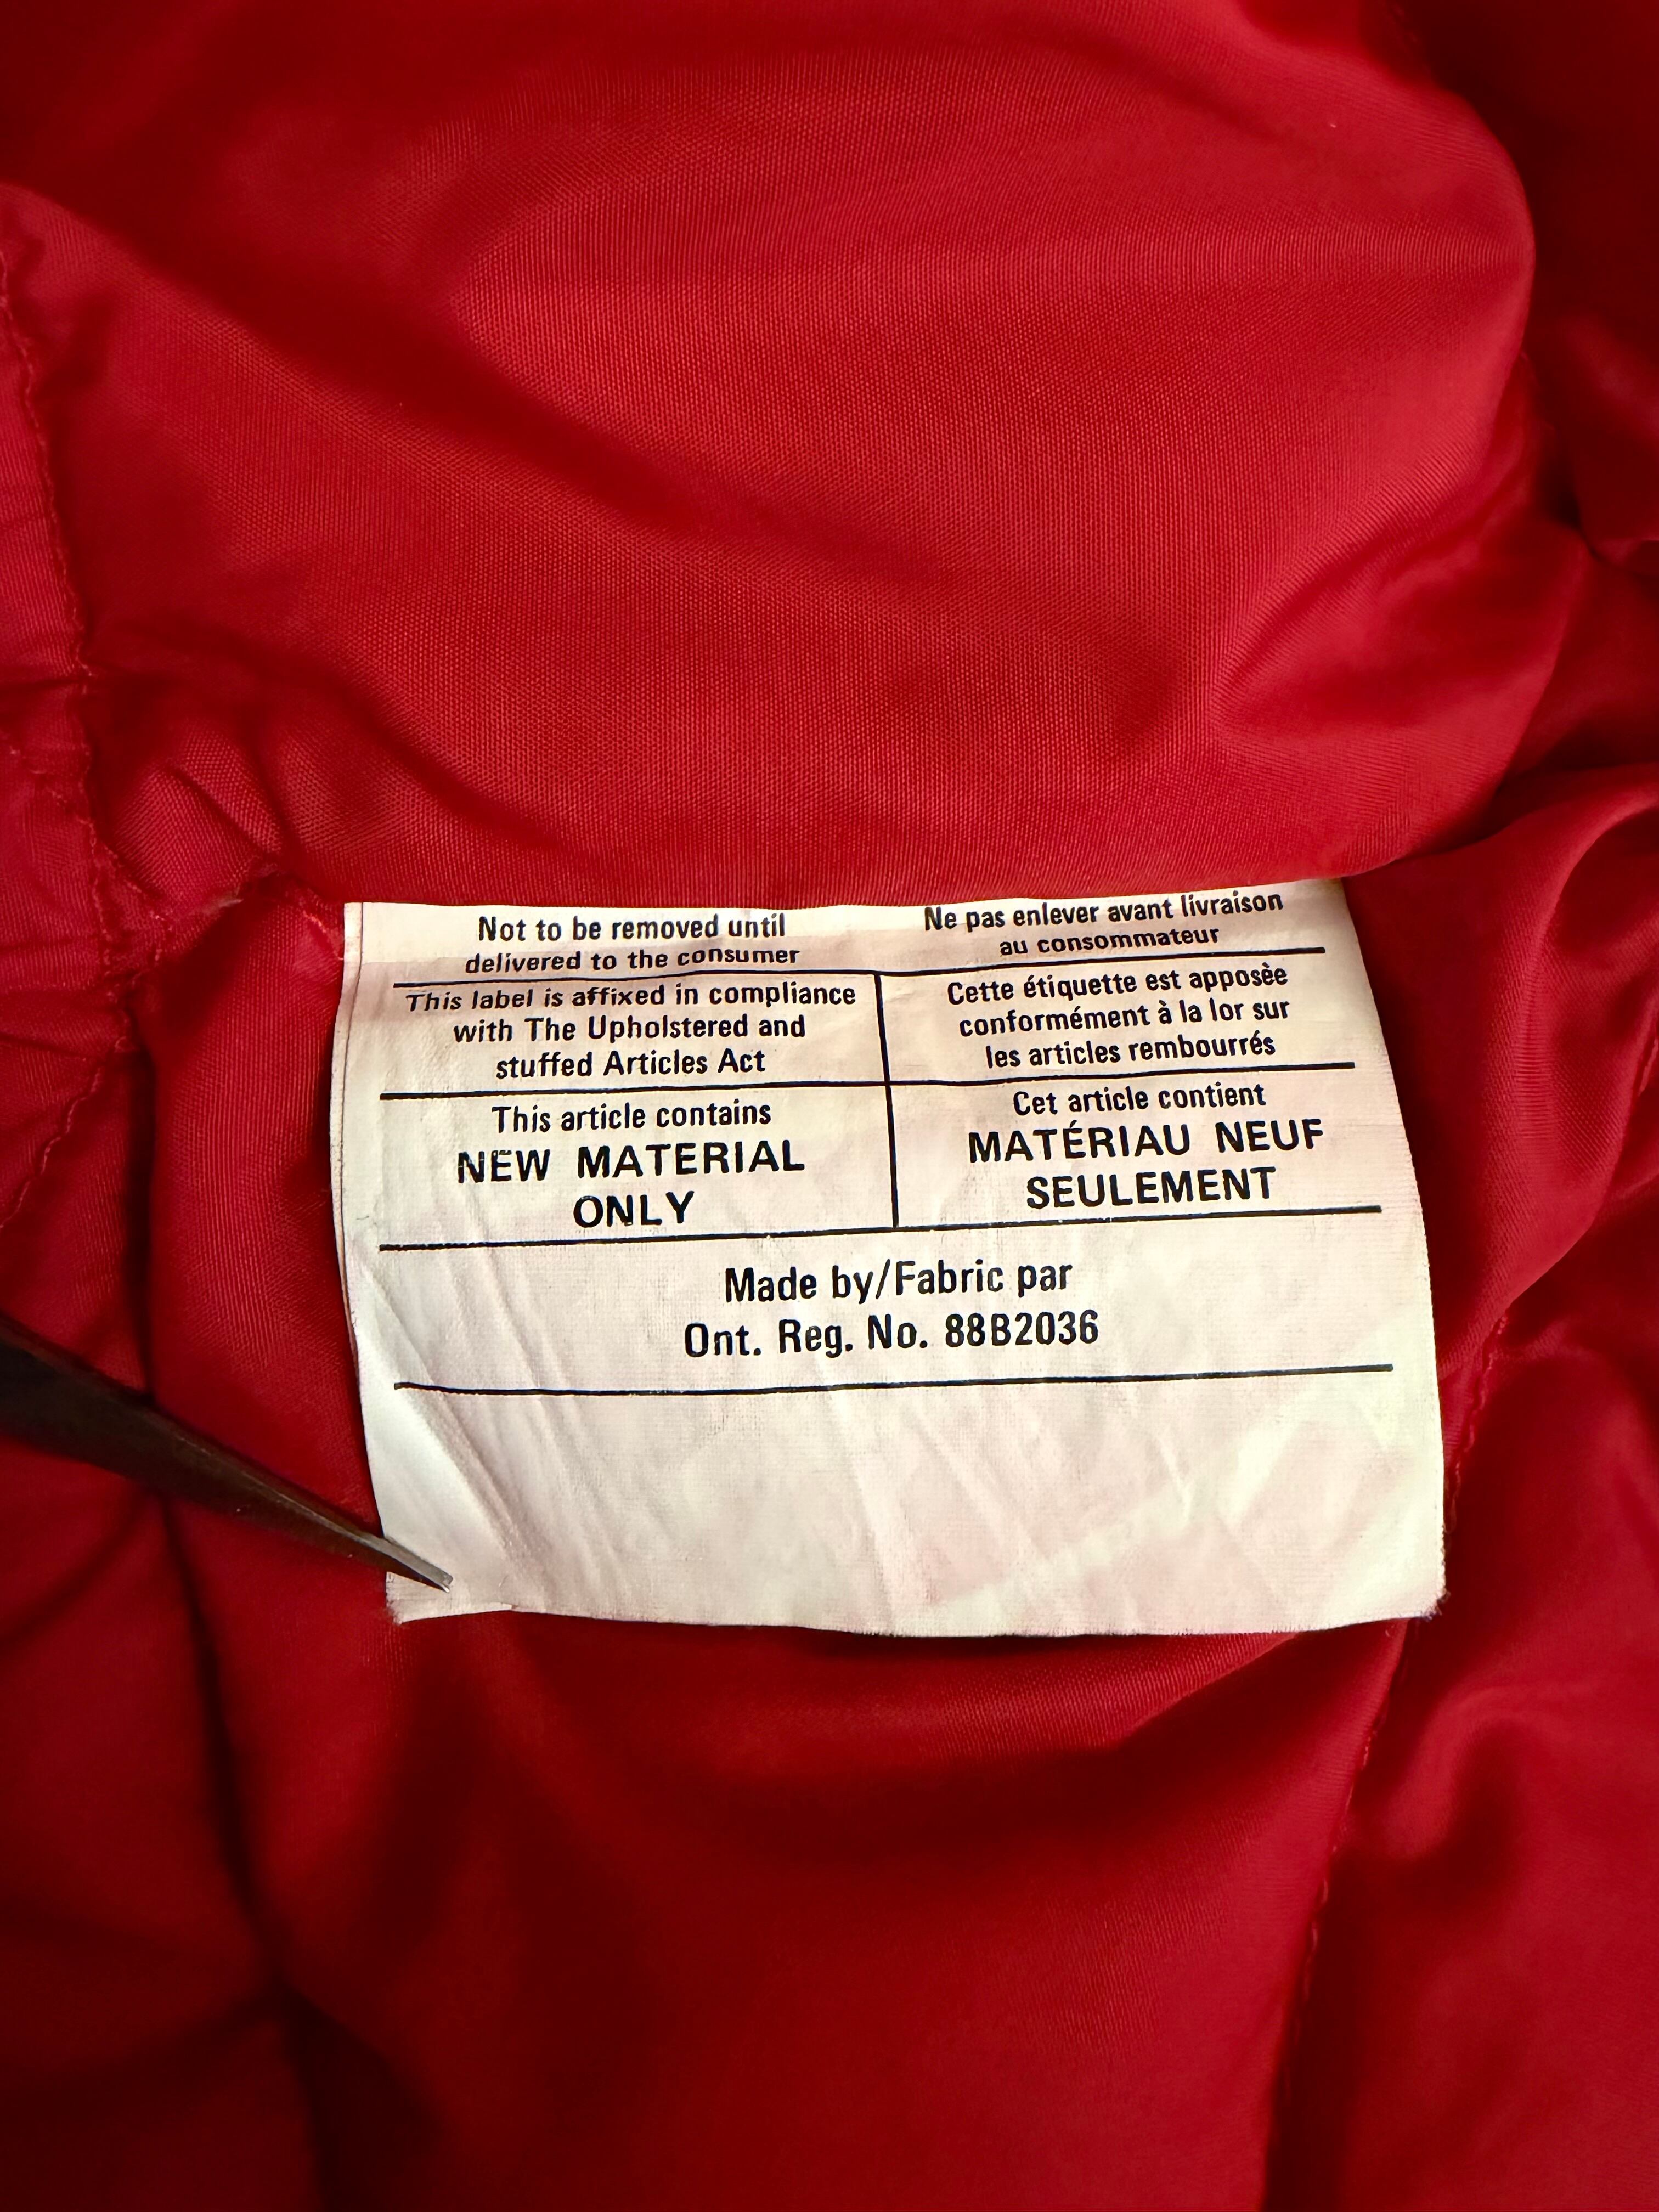 Not to be removed until
delivered to the consumer
Ne pas enlever avant livraison
au consommateur
This label is affixed in compliance
with The Upholstered and
stuffed Articles Act
Cette étiquette est apposèe
conformément à la lor sur
les articles rembourrés
This article contains
NEW MATERIAL
ONLY
Cet article contient
MATÉRIAU NEUF
SEULEMENT
Made by/Fabric par
Ont. Reg. No. 88B2036